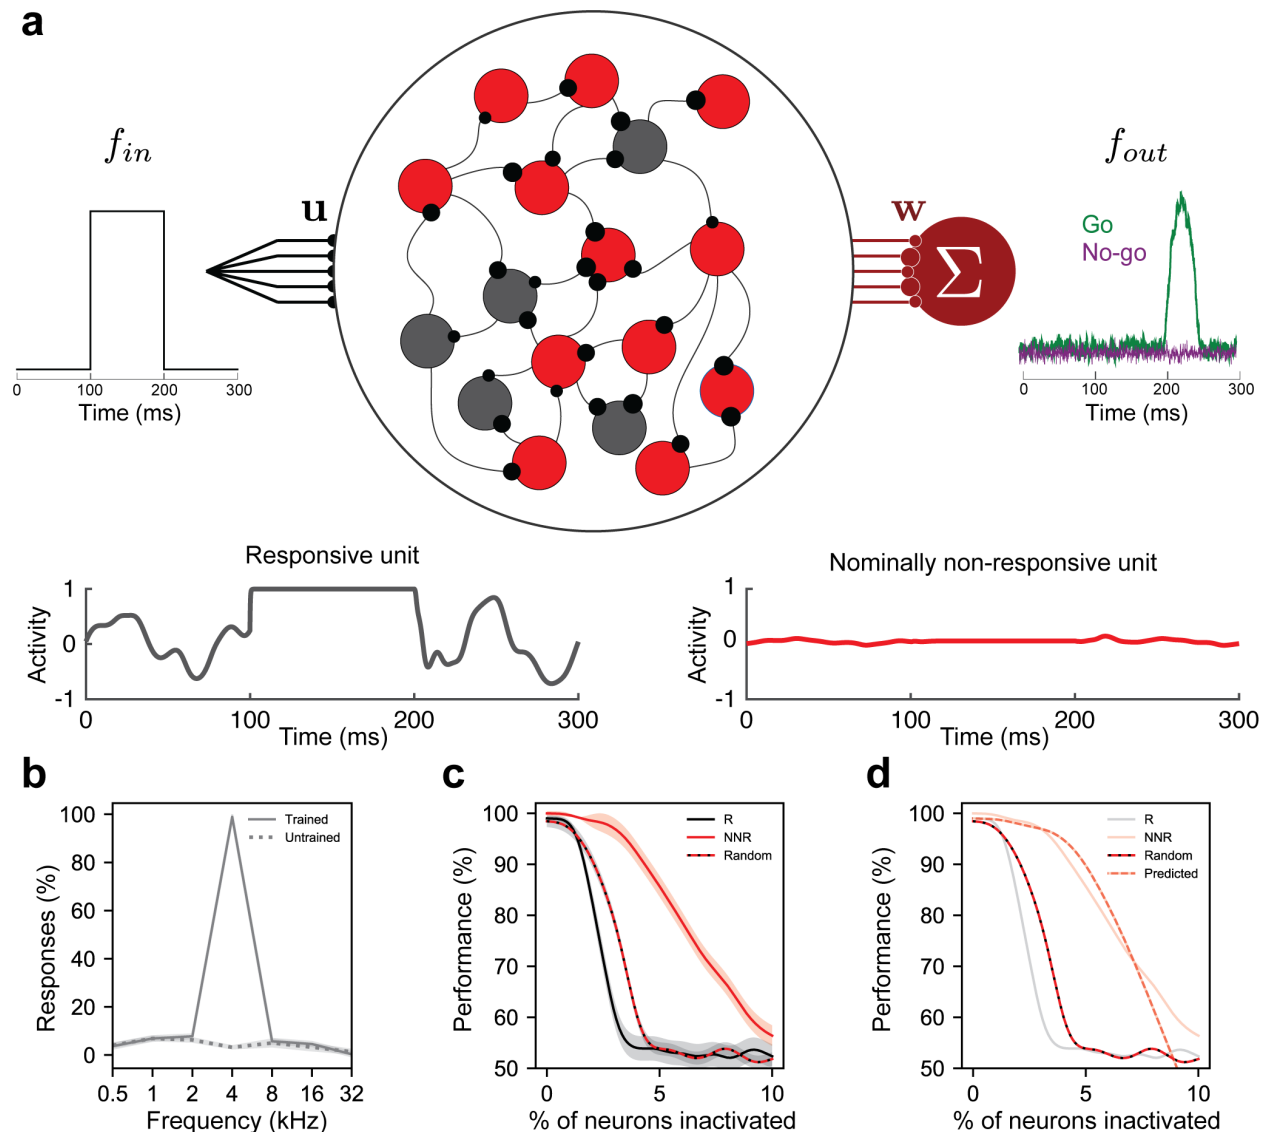 a
f_in
u
w
Σ
f_out
Go
No-go
0 100 200 300
Time (ms)
0 100 200 300
Time (ms)
Responsive unit
Activity
1
0
-1
0 100 200 300
Time (ms)
Nominally non-responsive unit
Activity
1
0
-1
0 100 200 300
Time (ms)
b
Responses (%)
100
80
60
40
20
0
Trained
Untrained
0.5 1 2 4 8 16 32
Frequency (kHz)
c
Performance (%)
100
90
80
70
60
50
R
NNR
Random
0 5 10
% of neurons inactivated
d
Performance (%)
100
90
80
70
60
50
R
NNR
Random
Predicted
0 5 10
% of neurons inactivated